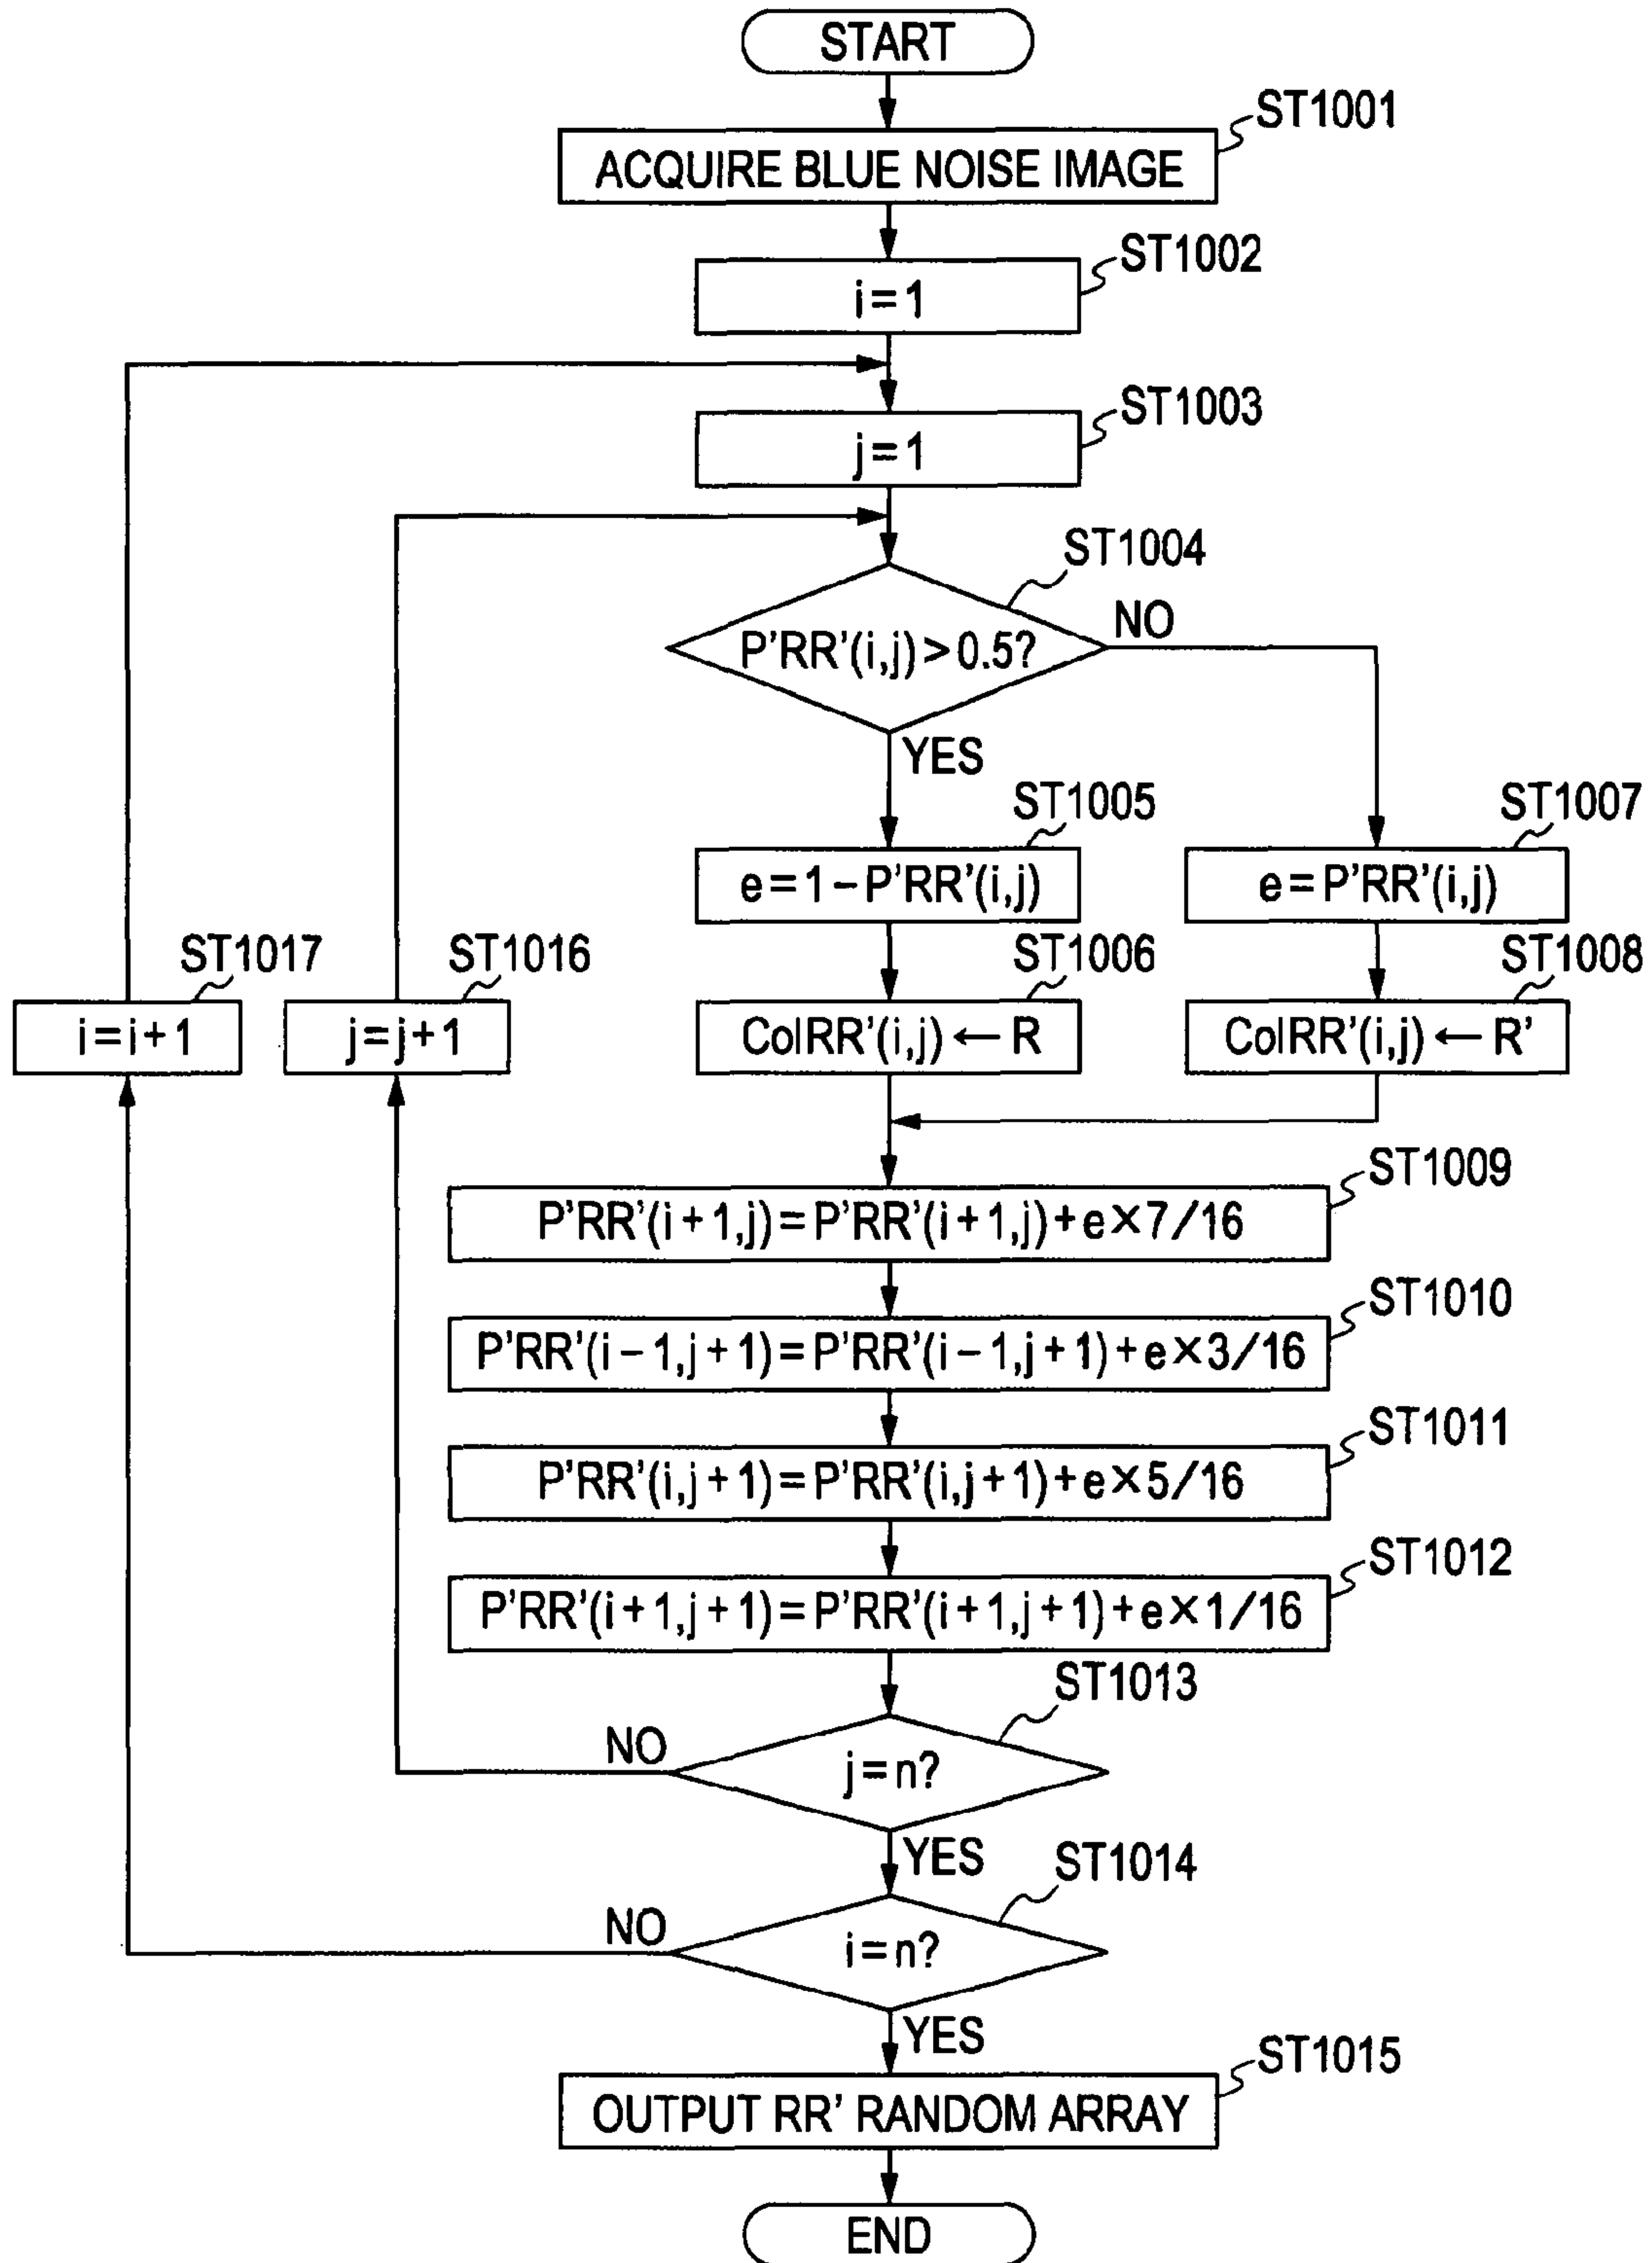 START
ST1001
ACQUIRE BLUE NOISE IMAGE
ST1002
i=1
ST1003
j=1
ST1004
P'RR'(i,j)>0.5?
NO
YES
ST1005
e=1-P'RR'(i,j)
ST1007
e=P'RR'(i,j)
ST1017
i=i+1
ST1016
j=j+1
ST1006
ColRR'(i,j)←R
ST1008
ColRR'(i,j)←R'
ST1009
P'RR'(i+1,j)=P'RR'(i+1,j)+e×7/16
ST1010
P'RR'(i-1,j+1)=P'RR'(i-1,j+1)+e×3/16
ST1011
P'RR'(i,j+1)=P'RR'(i,j+1)+e×5/16
ST1012
P'RR'(i+1,j+1)=P'RR'(i+1,j+1)+e×1/16
ST1013
NO
j=n?
YES
ST1014
NO
i=n?
YES
ST1015
OUTPUT RR' RANDOM ARRAY
END